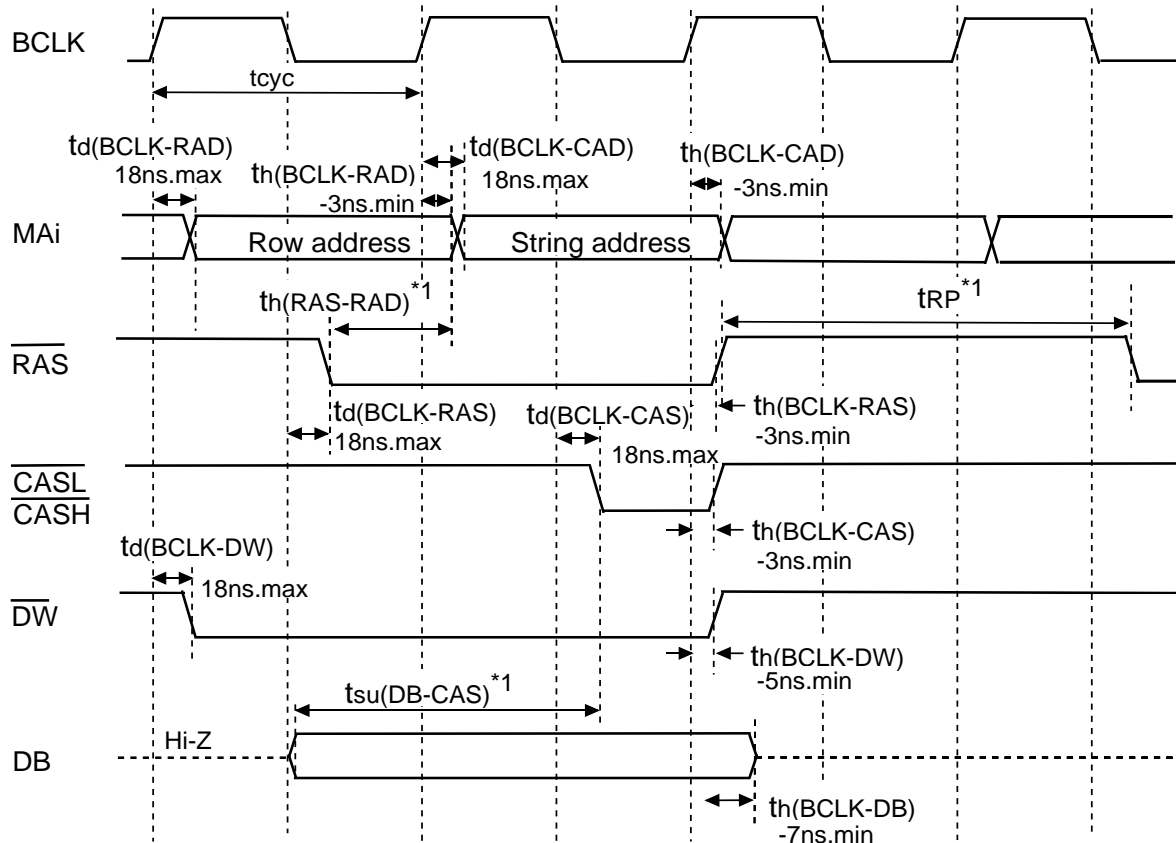 BCLK
tcyc
td(BCLK-RAD)
18ns.max
th(BCLK-RAD)
-3ns.min
td(BCLK-CAD)
18ns.max
th(BCLK-CAD)
-3ns.min
MAi
Row address
String address
th(RAS-RAD)*1
tRP*1
RAS
td(BCLK-RAS)
18ns.max
td(BCLK-CAS)
18ns.max
th(BCLK-RAS)
-3ns.min
CASL
CASH
th(BCLK-CAS)
-3ns.min
td(BCLK-DW)
18ns.max
DW
th(BCLK-DW)
-5ns.min
tsu(DB-CAS)*1
Hi-Z
DB
th(BCLK-DB)
-7ns.min